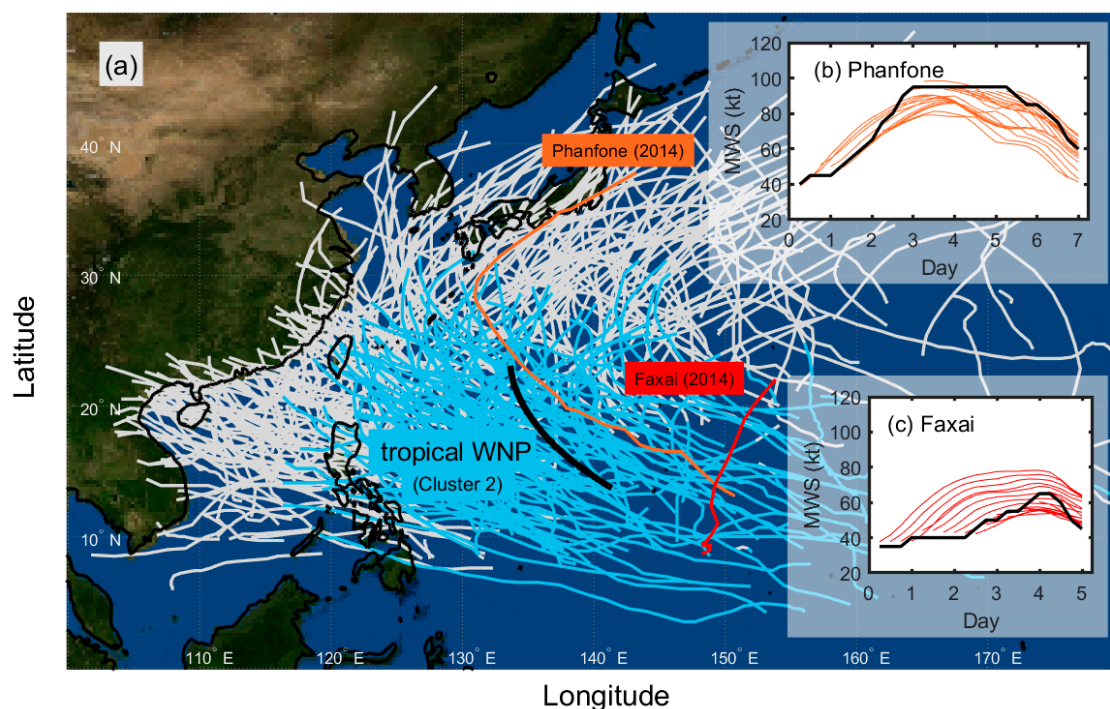 (a)
Latitude
40° N
30° N
20° N
10° N
110° E
120° E
130° E
140° E
150° E
160° E
170° E
Longitude
Phanfone (2014)
Faxai (2014)
tropical WNP
(Cluster 2)
(b) Phanfone
MWS (kt)
120
100
80
60
40
20
0 1 2 3 4 5 6 7
Day
(c) Faxai
MWS (kt)
120
100
80
60
40
20
0 1 2 3 4 5
Day